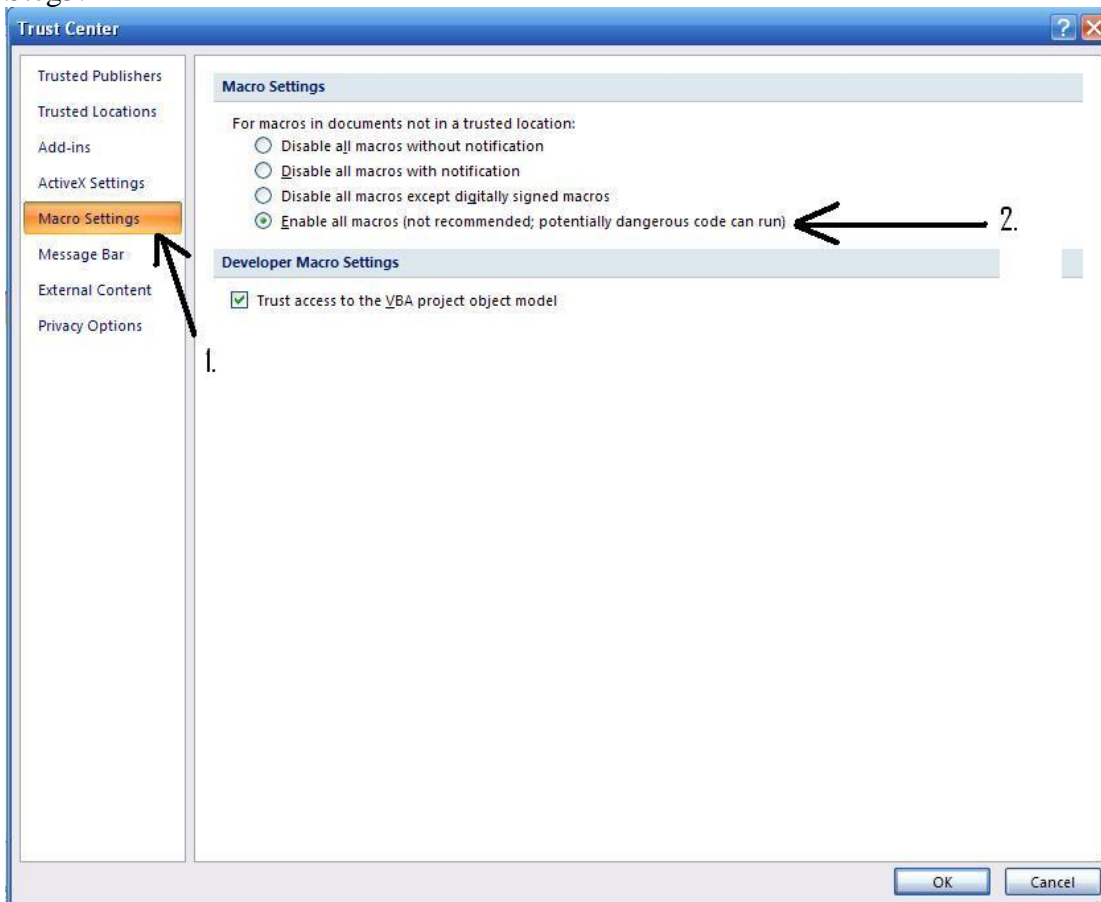 Trust Center
Trusted Publishers
Trusted Locations
Add-ins
ActiveX Settings
Macro Settings
Message Bar
External Content
Privacy Options
1.
Macro Settings
For macros in documents not in a trusted location:
Disable all macros without notification
Disable all macros with notification
Disable all macros except digitally signed macros
Enable all macros (not recommended; potentially dangerous code can run)
2.
Developer Macro Settings
Trust access to the VBA project object model
OK
Cancel